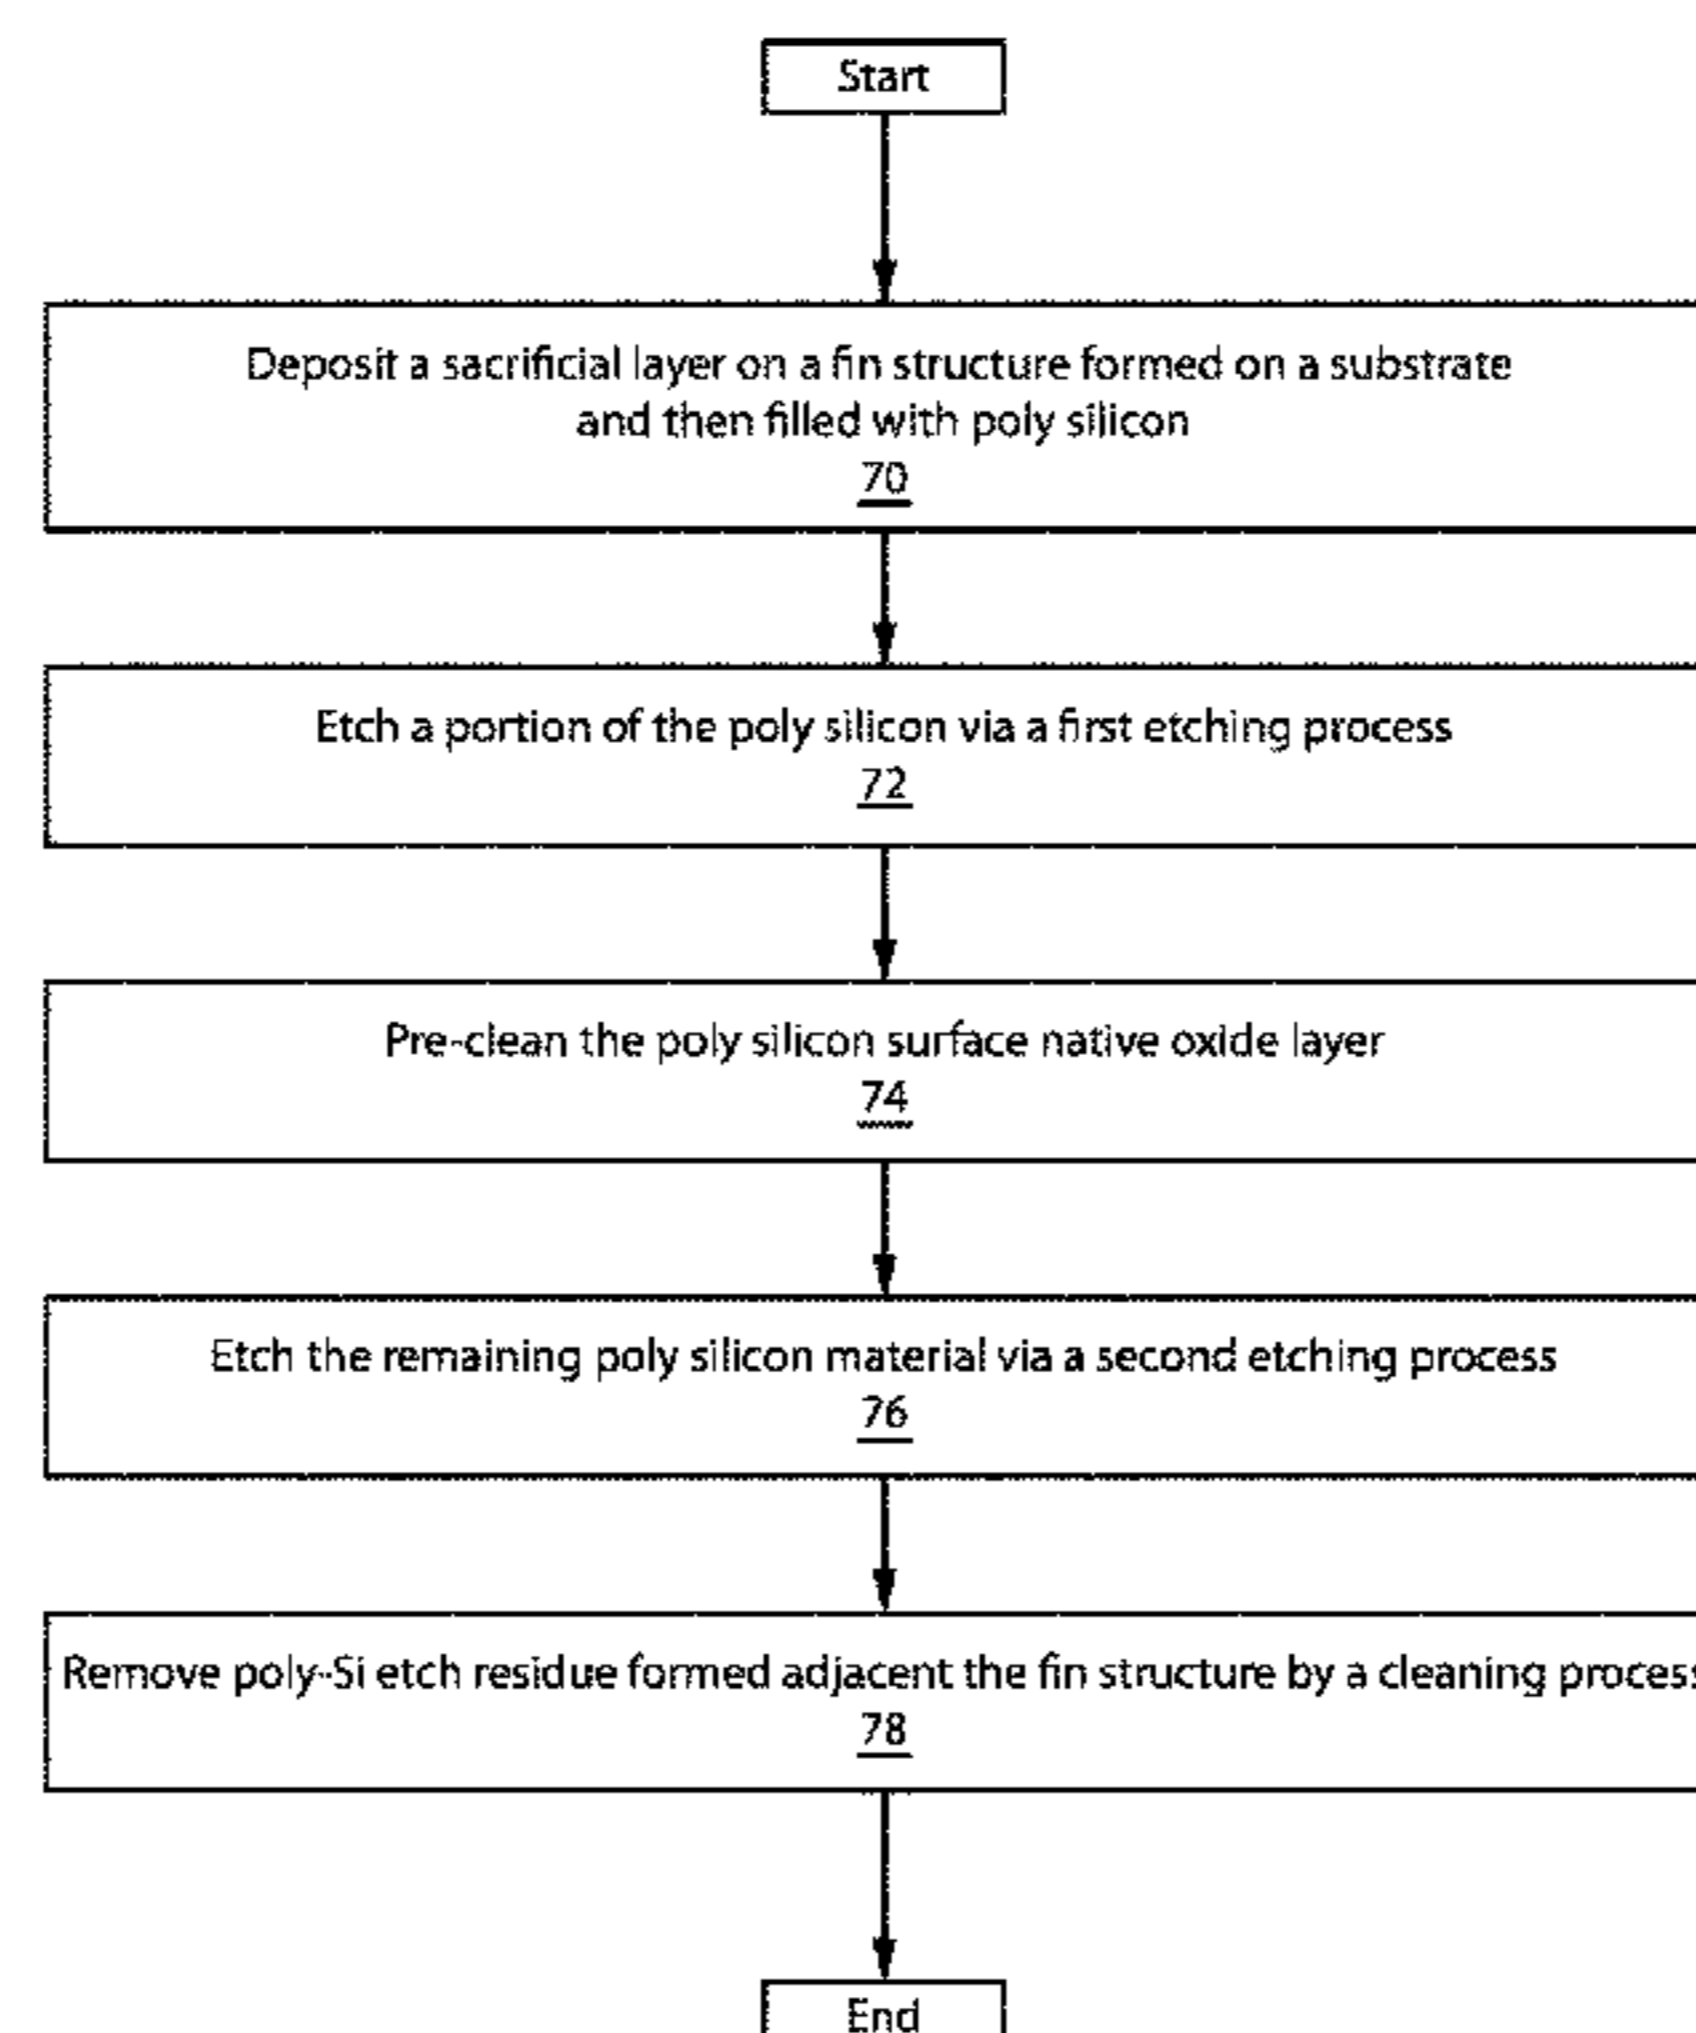 Start
Deposit a sacrificial layer on a fin structure formed on a substrate
and then filled with poly silicon
70
Etch a portion of the poly silicon via a first etching process
72
Pre-clean the poly silicon surface native oxide layer
74
Etch the remaining poly silicon material via a second etching process
76
Remove poly-Si etch residue formed adjacent the fin structure by a cleaning process
78
End